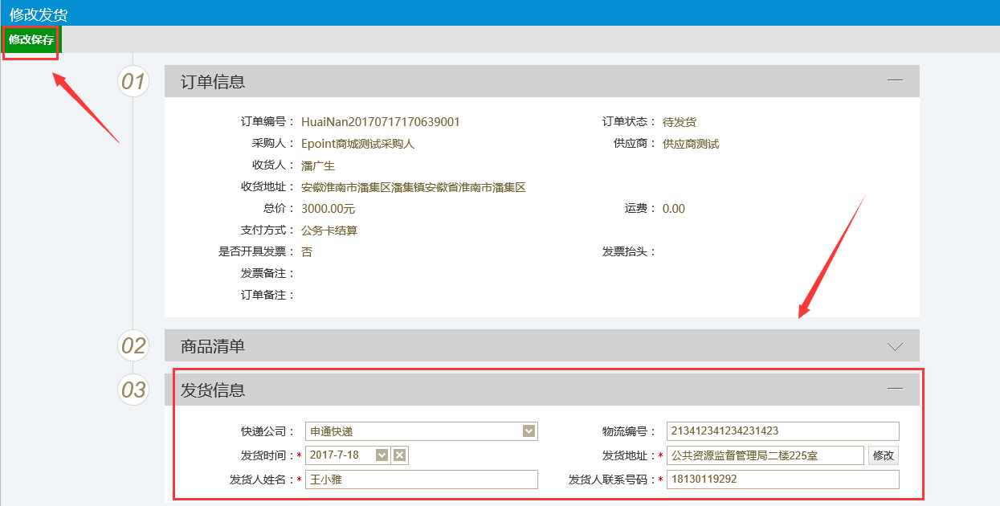 修改发货
修改保存
01
订单信息
订单编号： HuaiNan20170717170639001 订单状态： 待发货
采购人： Epoint商城测试采购人 供应商： 供应商测试
收货人： 潘广生
收货地址： 安徽淮南市潘集区潘集镇安徽省淮南市潘集区
总价： 3000.00元 运费： 0.00
支付方式： 公务卡结算
是否开具发票： 否 发票抬头：
发票备注：
订单备注：
02
商品清单
03
发货信息
快递公司： 申通快递 物流编号： 213412341234231423
发货时间：* 2017-7-18 发货地址：* 公共资源监督管理局二楼225室 修改
发货人姓名：* 王小雅 发货人联系号码：* 18130119292